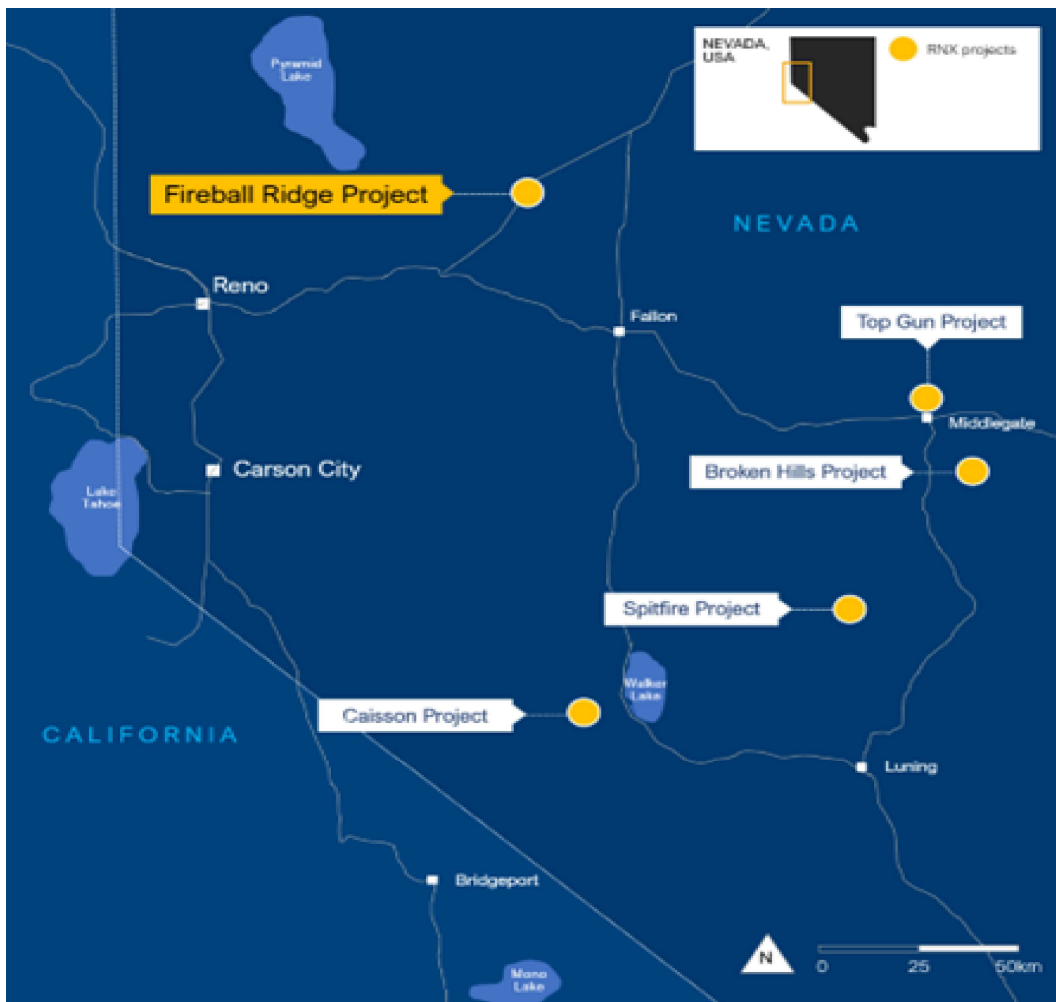 NEVADA,
USA
RNX projects
Pyramid
Lake
Fireball Ridge Project
NEVADA
Reno
Fallon
Top Gun Project
Middlegate
Carson City
Broken Hills Project
Lake
Tahoe
Spitfire Project
Walker
Lake
Caisson Project
CALIFORNIA
Luning
Bridgeport
Mono
Lake
N
0 25 50km